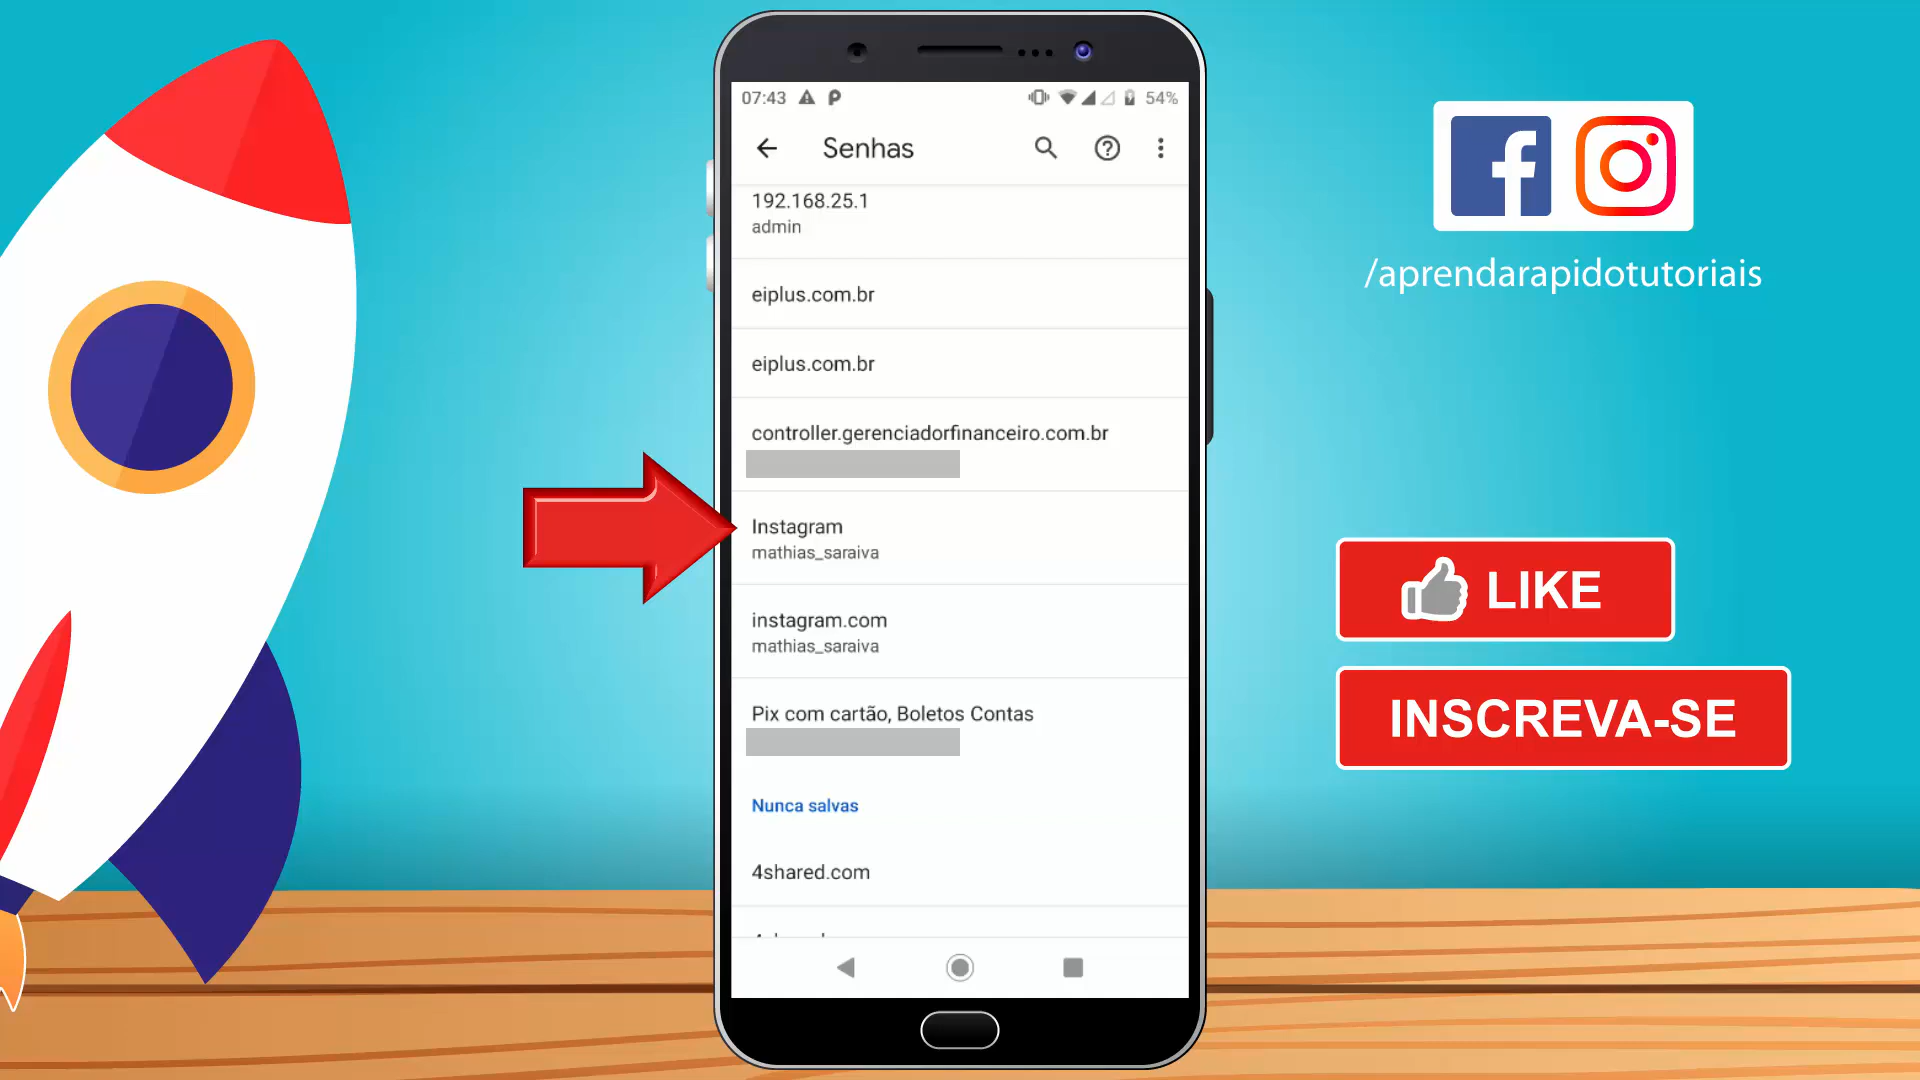 07:43
54%
Senhas
192.168.25.1
admin
eiplus.com.br
eiplus.com.br
controller.gerenciadorfinanceiro.com.br
Instagram
mathias_saraiva
instagram.com
mathias_saraiva
Pix com cartão, Boletos Contas
Nunca salvas
4shared.com
/aprendarapidotutoriais
LIKE
INSCREVA-SE